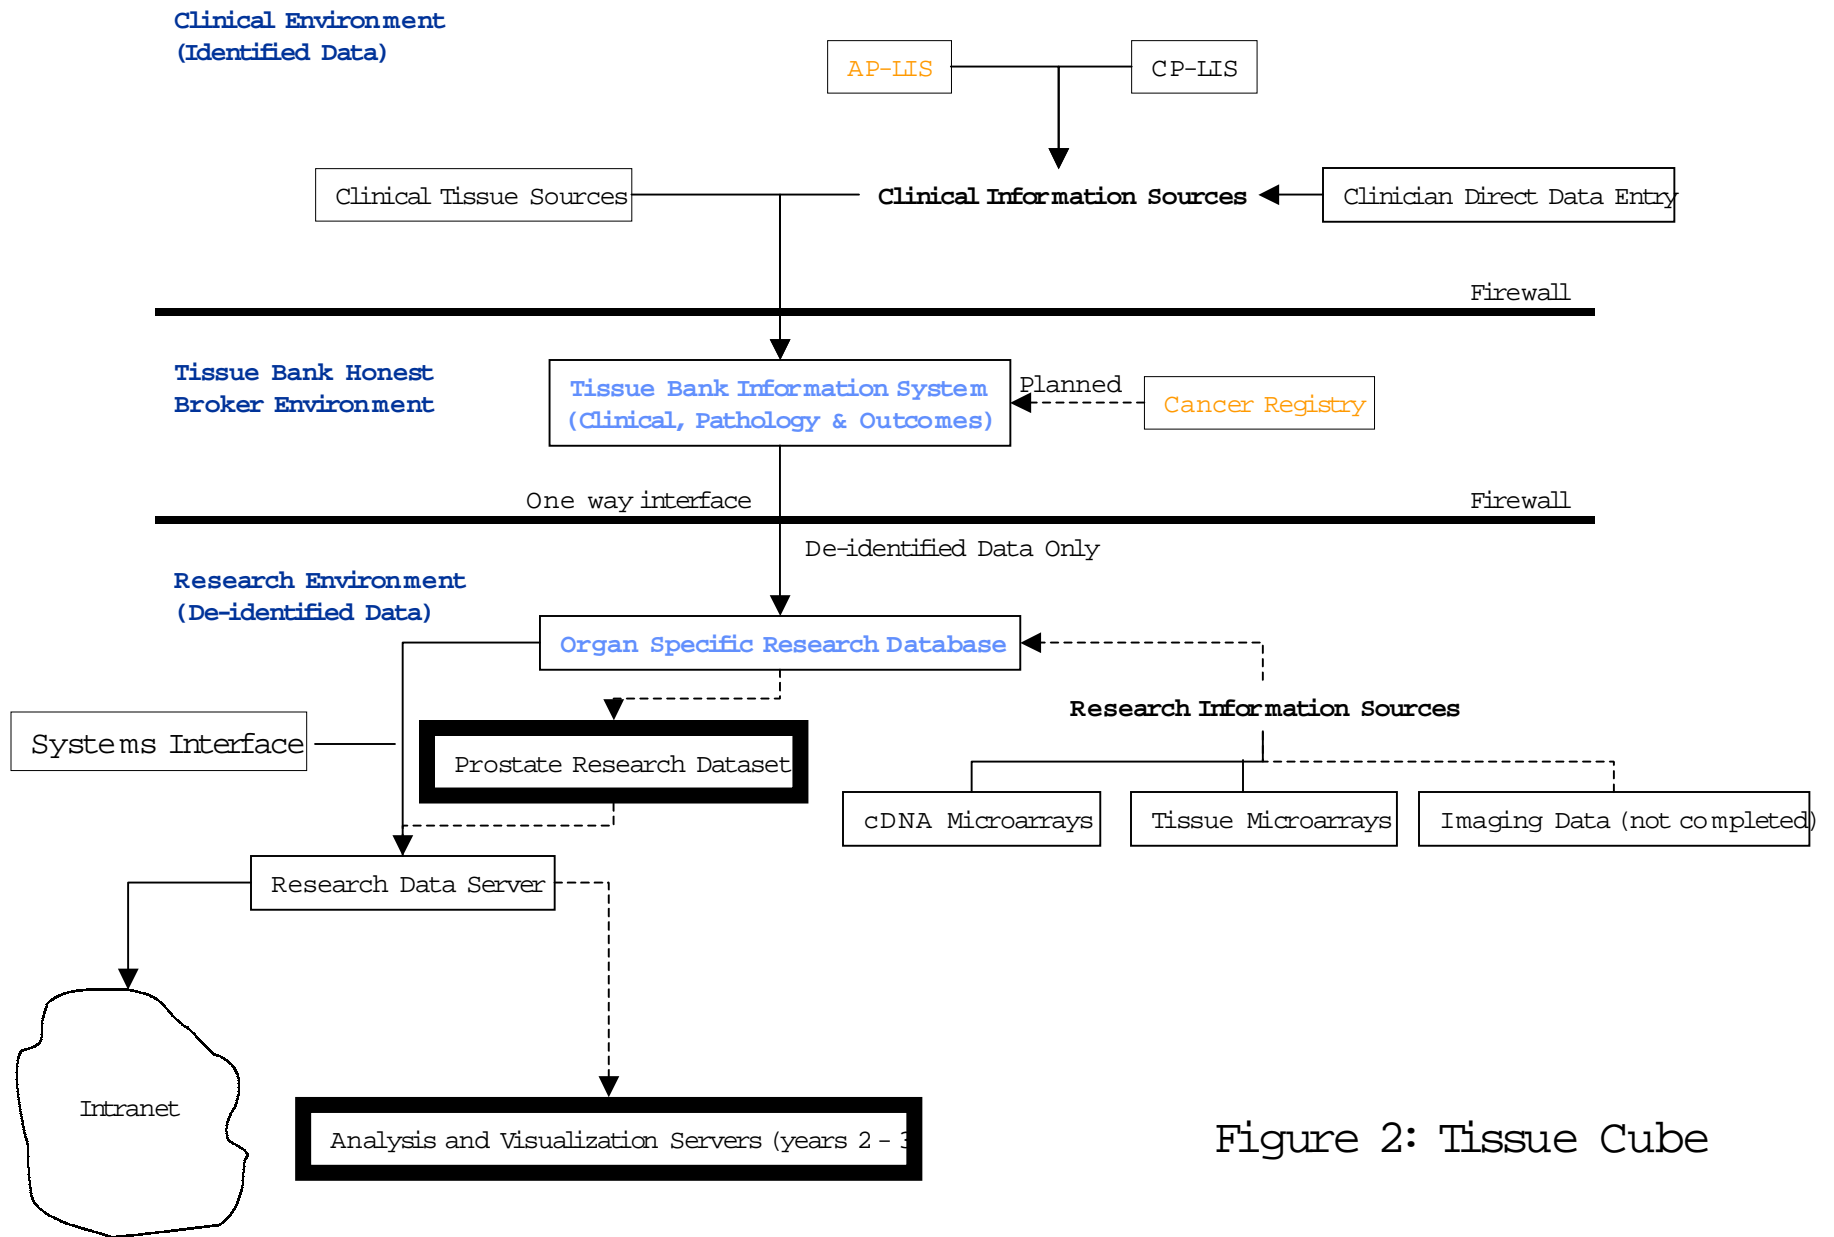 Clinical Environment
(Identified Data)
AP-LIS
CP-LIS
Clinical Tissue Sources
Clinical Information Sources
Clinician Direct Data Entry
Firewall
Tissue Bank Honest
Broker Environment
Tissue Bank Information System
(Clinical, Pathology & Outcomes)
Planned
Cancer Registry
One way interface
Firewall
De-identified Data Only
Research Environment
(De-identified Data)
Organ Specific Research Database
Research Information Sources
Systems Interface
Prostate Research Dataset
cDNA Microarrays
Tissue Microarrays
Imaging Data (not completed)
Research Data Server
Intranet
Analysis and Visualization Servers (years 2 - 3
Figure 2: Tissue Cube